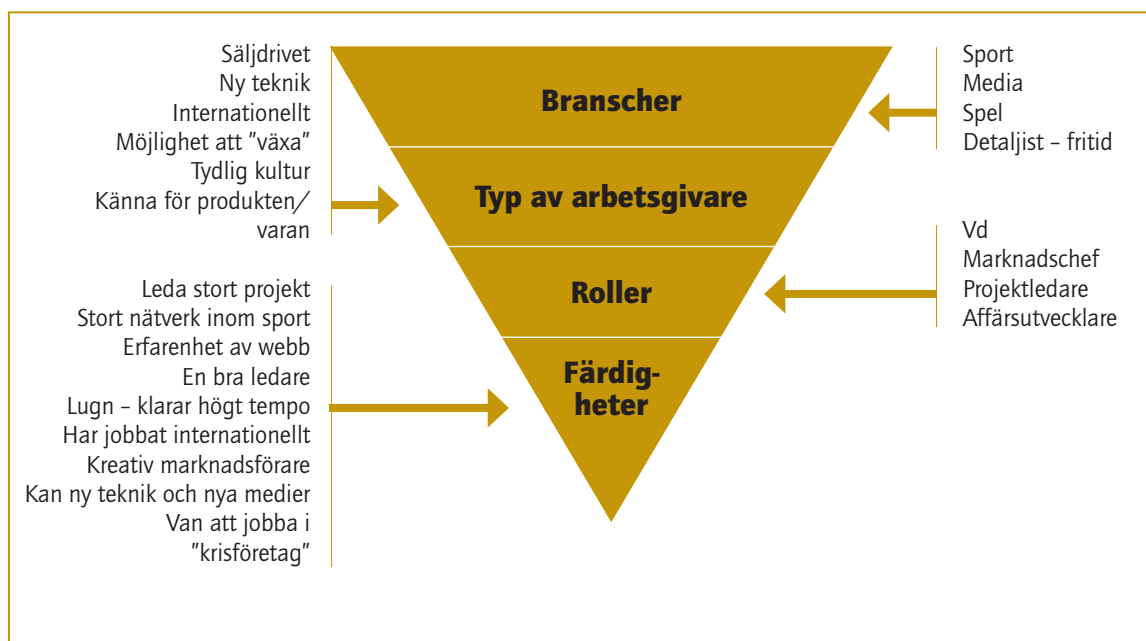 Säljdrivet
Ny teknik
Internationellt
Möjlighet att ”växa”
Tydlig kultur
Känna för produkten/
varan
Leda stort projekt
Stort nätverk inom sport
Erfarenhet av webb
En bra ledare
Lugn – klarar högt tempo
Har jobbat internationellt
Kreativ marknadsförare
Kan ny teknik och nya medier
Van att jobba i
”krisföretag”
Branscher
Typ av arbetsgivare
Roller
Färdig-
heter
Sport
Media
Spel
Detaljist – fritid
Vd
Marknadschef
Projektledare
Affärsutvecklare